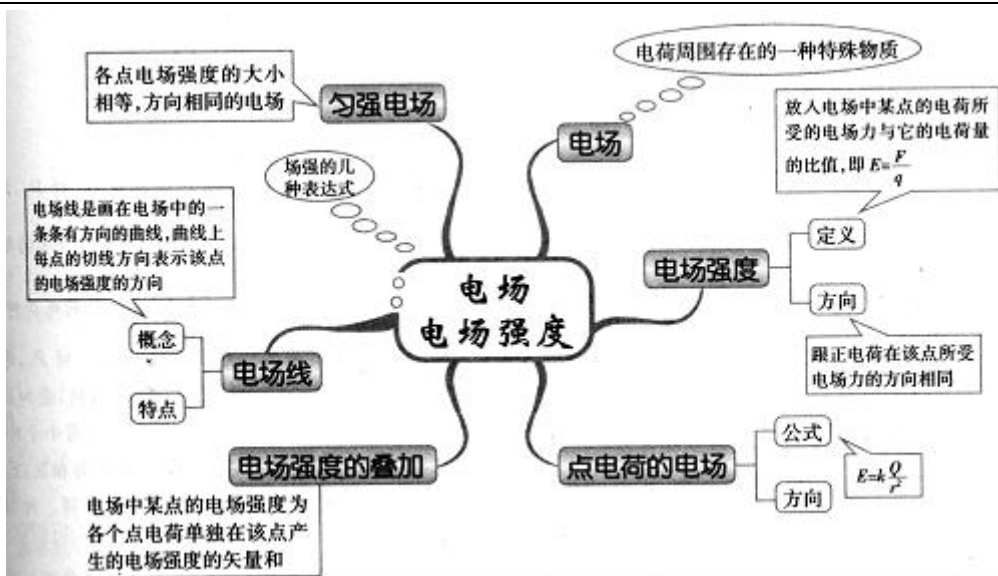 电荷周围存在的一种特殊物质
各点电场强度的大小
相等，方向相同的电场
匀强电场
电场
放入电场中某点的电荷所
受的电场力与它的电荷量
的比值，即 E=F/q
场强的几
种表达式
电场线是画在电场中的一
条条有方向的曲线，曲线上
每点的切线方向表示该点
的电场强度的方向
定义
电场强度
方向
电场
电场强度
概念
电场线
特点
跟正电荷在该点所受
电场力的方向相同
电场强度的叠加
点电荷的电场
公式
E=k Q/r²
方向
电场中某点的电场强度为
各个点电荷单独在该点产
生的电场强度的矢量和